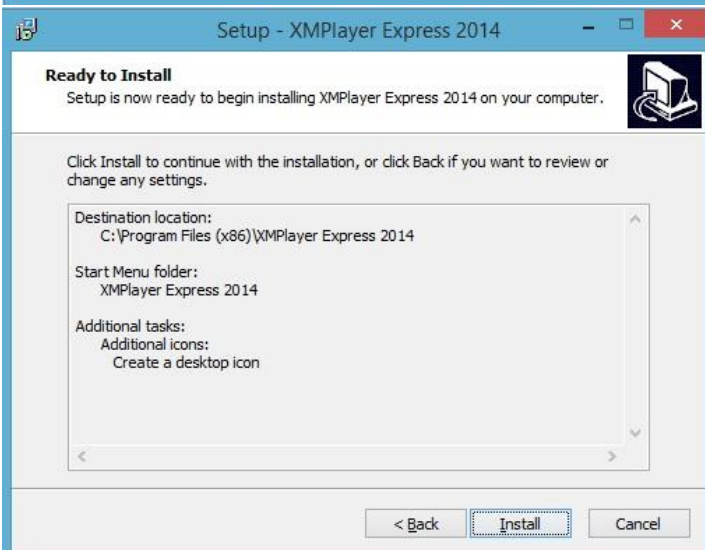 Setup - XMPlayer Express 2014
Ready to Install
Setup is now ready to begin installing XMPlayer Express 2014 on your computer.
Click Install to continue with the installation, or click Back if you want to review or
change any settings.
Destination location:
C:\Program Files (x86)\XMPlayer Express 2014
Start Menu folder:
XMPlayer Express 2014
Additional tasks:
Additional icons:
Create a desktop icon
< Back Install Cancel